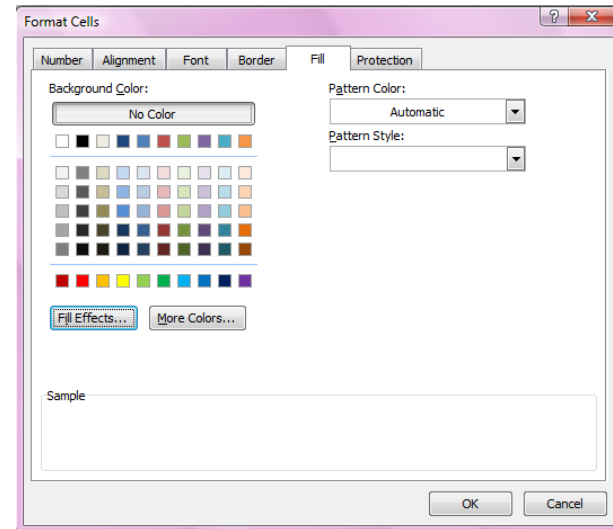 Format Cells
Number Alignment Font Border Fill Protection
Background Color:
No Color
Pattern Color:
Automatic
Pattern Style:
Fill Effects... More Colors...
Sample
OK Cancel